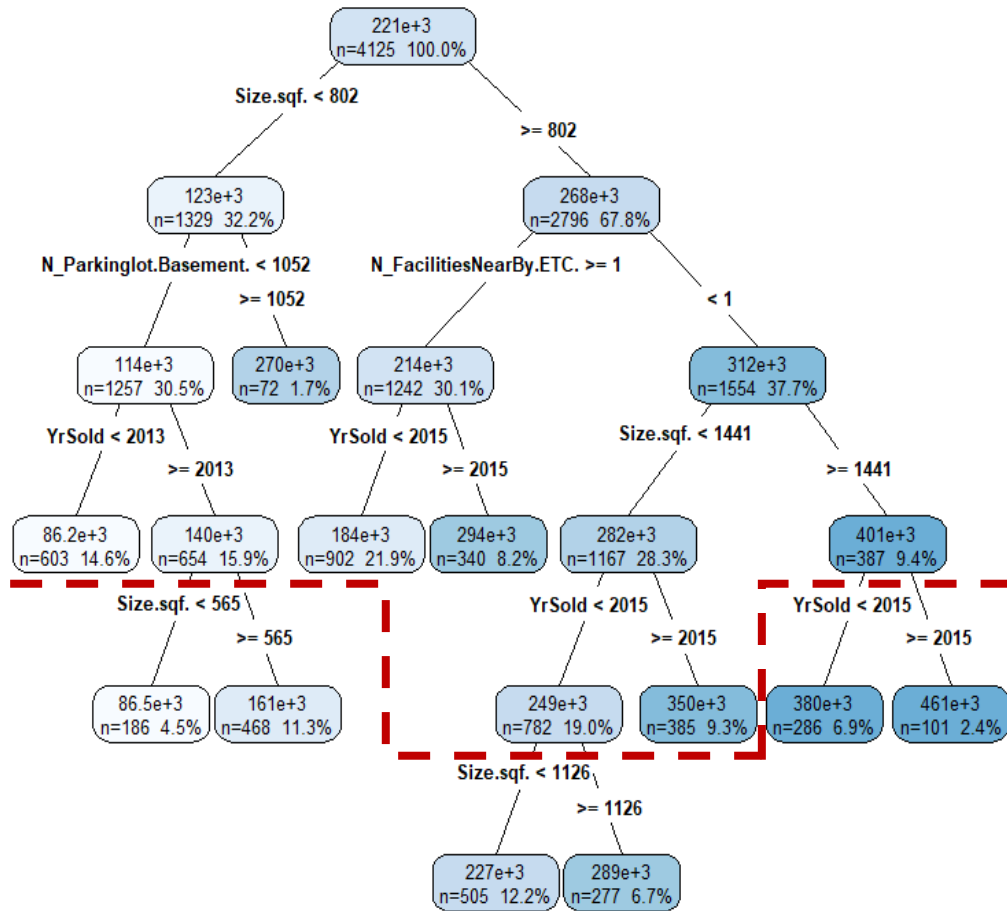 221e+3
n=4125 100.0%
Size.sqf. < 802
>= 802
123e+3
n=1329 32.2%
268e+3
n=2796 67.8%
N_Parkinglot.Basement. < 1052
>= 1052
N_FacilitiesNearBy.ETC. >= 1
< 1
114e+3
n=1257 30.5%
270e+3
n=72 1.7%
214e+3
n=1242 30.1%
312e+3
n=1554 37.7%
YrSold < 2013
>= 2013
YrSold < 2015
>= 2015
Size.sqf. < 1441
>= 1441
86.2e+3
n=603 14.6%
140e+3
n=654 15.9%
184e+3
n=902 21.9%
294e+3
n=340 8.2%
282e+3
n=1167 28.3%
401e+3
n=387 9.4%
Size.sqf. < 565
>= 565
YrSold < 2015
>= 2015
YrSold < 2015
>= 2015
86.5e+3
n=186 4.5%
161e+3
n=468 11.3%
249e+3
n=782 19.0%
350e+3
n=385 9.3%
380e+3
n=286 6.9%
461e+3
n=101 2.4%
Size.sqf. < 1126
>= 1126
227e+3
n=505 12.2%
289e+3
n=277 6.7%